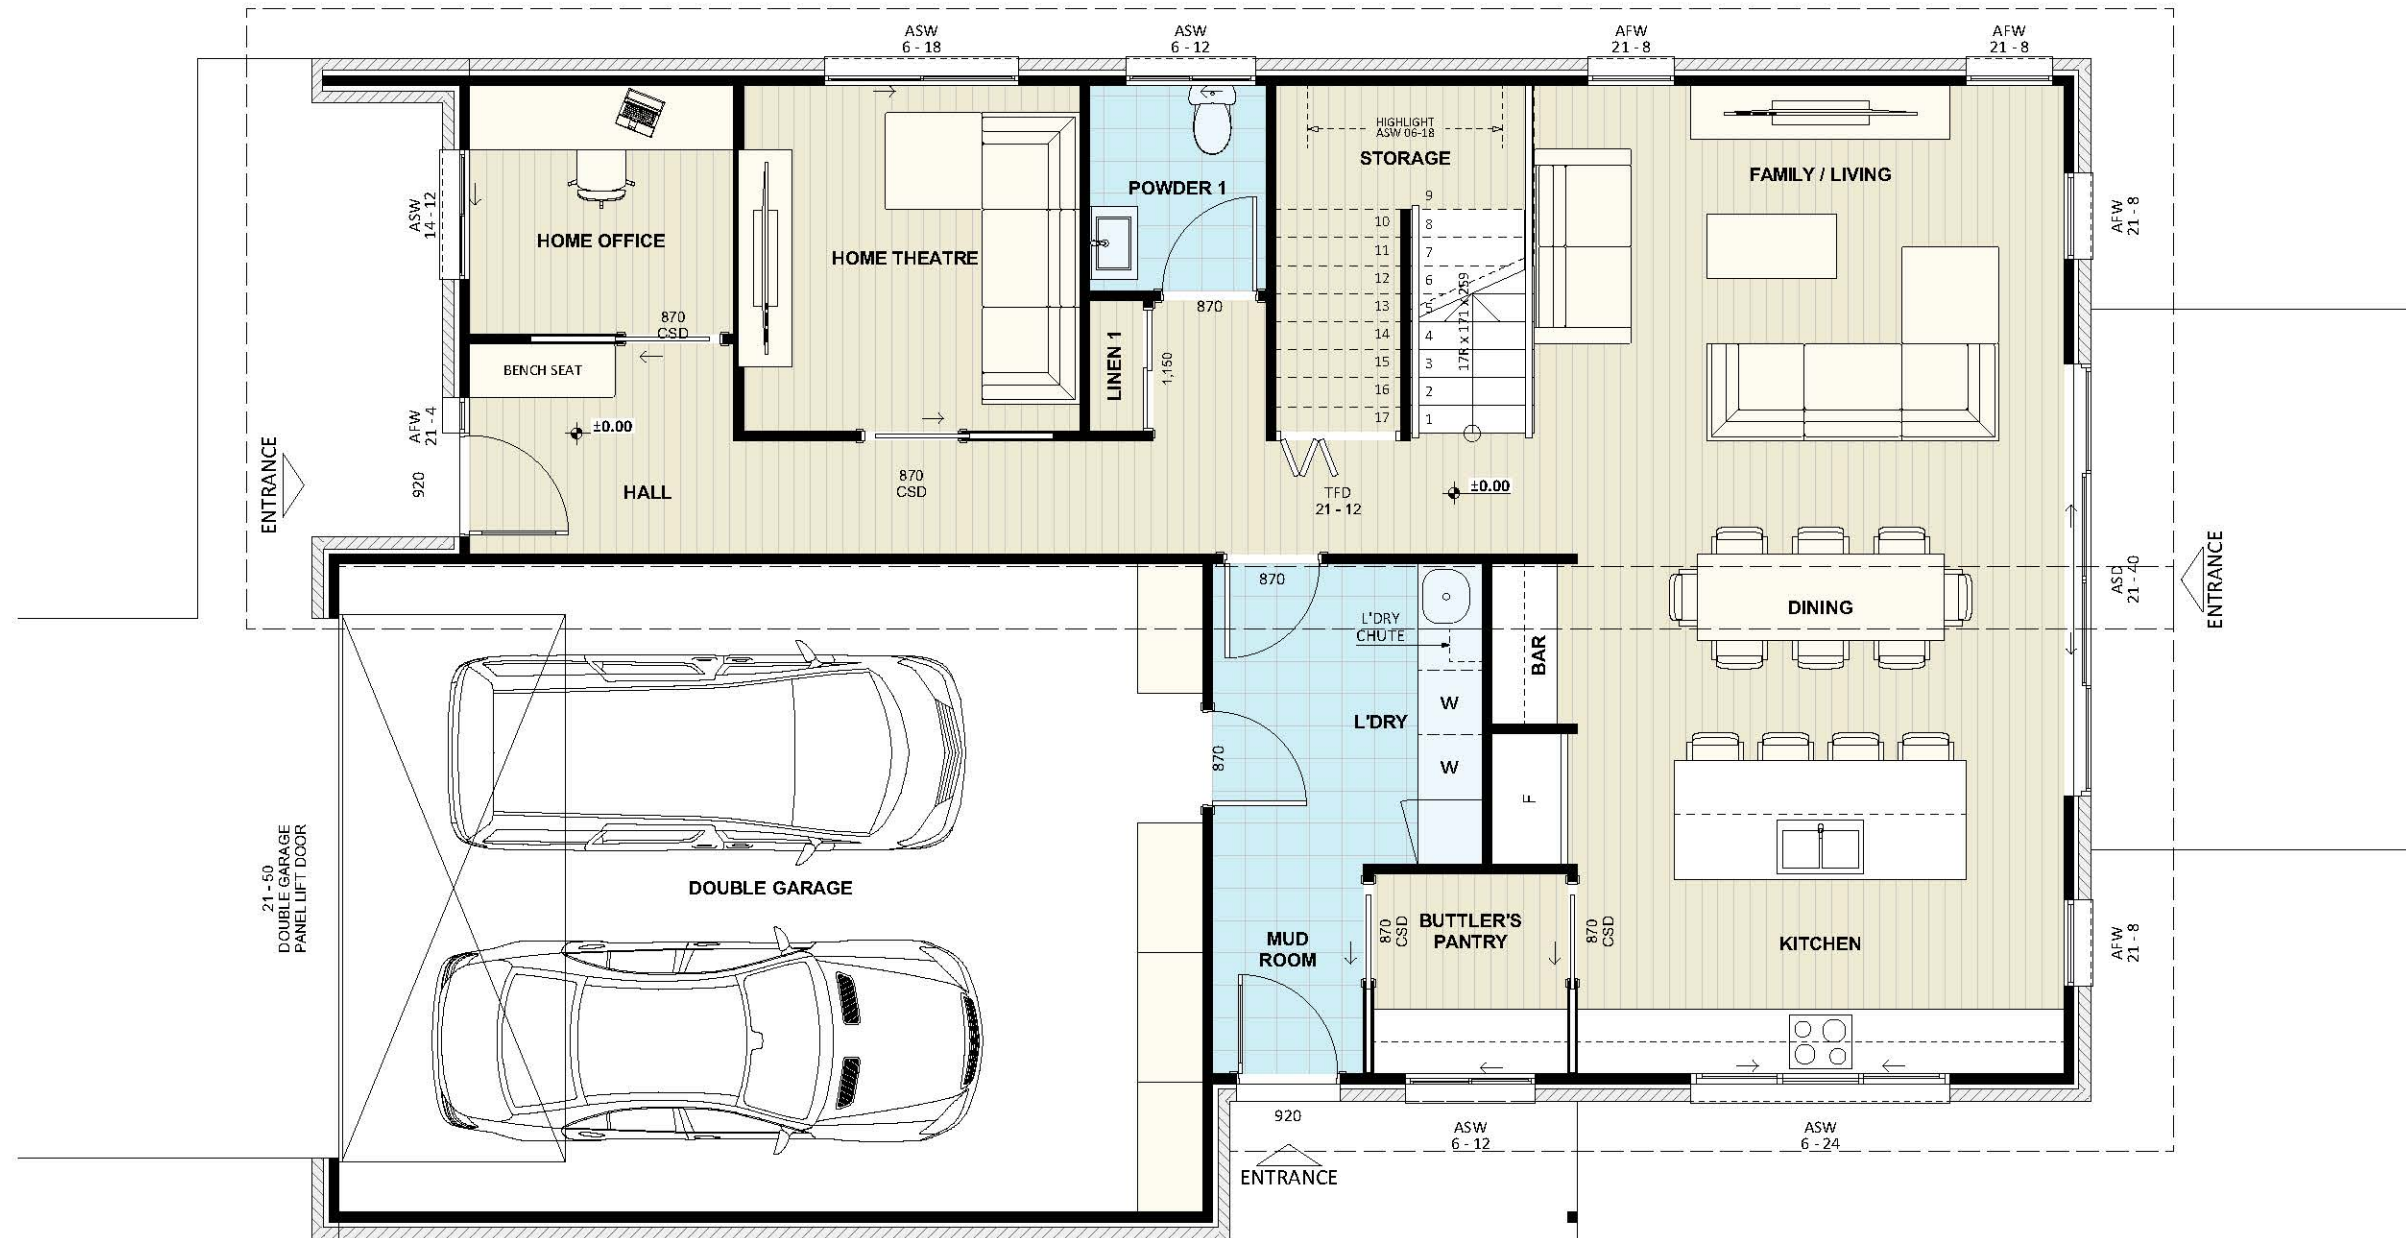 ASW
6 - 18
ASW
6 - 12
AFW
21 - 8
AFW
21 - 8
HIGHLIGHT
ASW 06-18
STORAGE
FAMILY / LIVING
POWDER 1
ASW
14 - 12
HOME OFFICE
HOME THEATRE
AFW
21 - 8
9
10
8
11
7
12
6
13
5
14
4
15
3
16
2
17
1
17R x 171 x 259
870
870
CSD
LINEN 1
1,150
BENCH SEAT
AFW
21 - 4
±0.00
ENTRANCE
920
HALL
870
CSD
TFD
21 - 12
±0.00
870
L'DRY
CHUTE
DINING
ASD
21 - 40
ENTRANCE
BAR
W
L'DRY
870
W
F
21 - 50
DOUBLE GARAGE
PANEL LIFT DOOR
DOUBLE GARAGE
MUD
ROOM
870
CSD
BUTTLER'S
PANTRY
870
CSD
KITCHEN
AFW
21 - 8
920
ENTRANCE
ASW
6 - 12
ASW
6 - 24